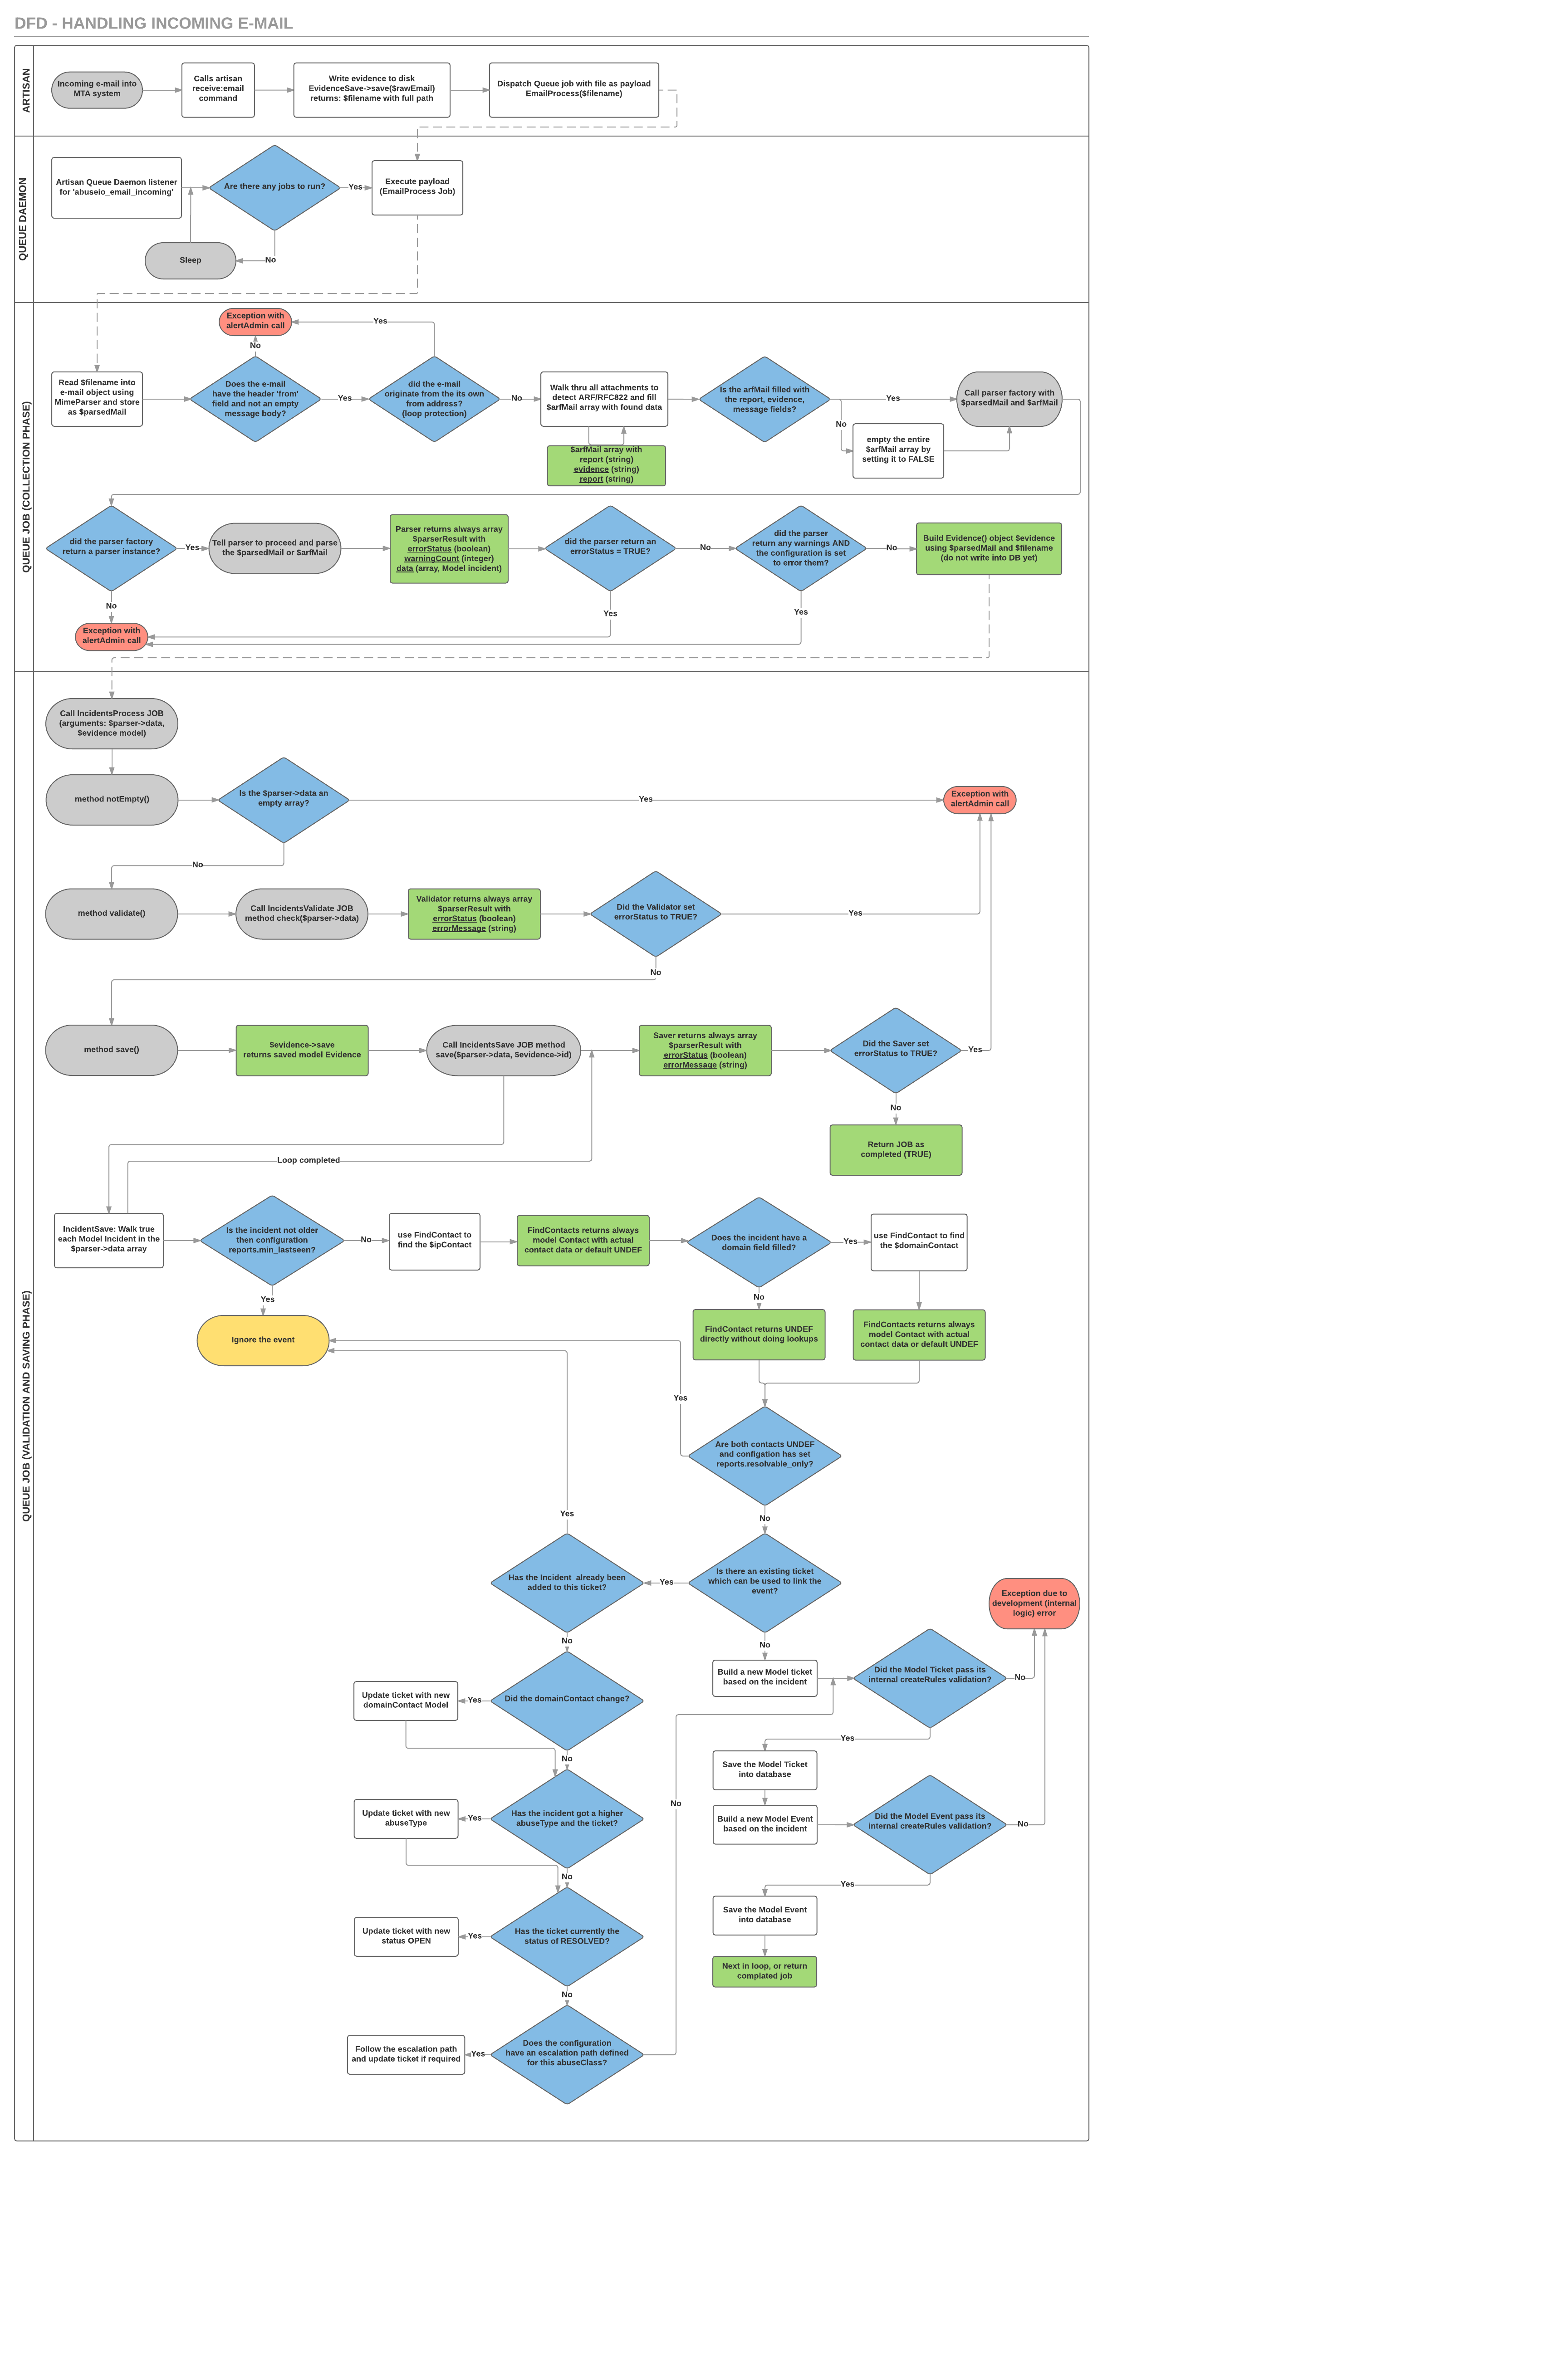 DFD - HANDLING INCOMING E-MAIL
ARTISAN
Incoming e-mail into
MTA system
Calls artisan
receive:email
command
Write evidence to disk
EvidenceSave->save($rawEmail)
returns: $filename with full path
Dispatch Queue job with file as payload
EmailProcess($filename)
QUEUE DAEMON
Artisan Queue Daemon listener
for 'abuseio_email_incoming'
Are there any jobs to run?
Yes
Execute payload
(EmailProcess Job)
Sleep
No
QUEUE JOB (COLLECTION PHASE)
Exception with
alertAdmin call
Yes
No
Read $filename into
e-mail object using
MimeParser and store
as $parsedMail
Does the e-mail
have the header 'from'
field and not an empty
message body?
Yes
did the e-mail
originate from the its own
from address?
(loop protection)
No
Walk thru all attachments to
detect ARF/RFC822 and fill
$arfMail array with found data
Is the arfMail filled with
the report, evidence,
message fields?
Yes
Call parser factory with
$parsedMail and $arfMail
No
empty the entire
$arfMail array by
setting it to FALSE
$arfMail array with
report (string)
evidence (string)
report (string)
did the parser factory
return a parser instance?
Yes
Tell parser to proceed and parse
the $parsedMail or $arfMail
Parser returns always array
$parserResult with
errorStatus (boolean)
warningCount (integer)
data (array, Model incident)
did the parser return an
errorStatus = TRUE?
No
did the parser
return any warnings AND
the configuration is set
to error them?
No
Build Evidence() object $evidence
using $parsedMail and $filename
(do not write into DB yet)
No
Yes
Yes
Exception with
alertAdmin call
QUEUE JOB (VALIDATION AND SAVING PHASE)
Call IncidentsProcess JOB
(arguments: $parser->data,
$evidence model)
method notEmpty()
Is the $parser->data an
empty array?
Yes
Exception with
alertAdmin call
No
method validate()
Call IncidentsValidate JOB
method check($parser->data)
Validator returns always array
$parserResult with
errorStatus (boolean)
errorMessage (string)
Did the Validator set
errorStatus to TRUE?
Yes
No
method save()
$evidence->save
returns saved model Evidence
Call IncidentsSave JOB method
save($parser->data, $evidence->id)
Saver returns always array
$parserResult with
errorStatus (boolean)
errorMessage (string)
Did the Saver set
errorStatus to TRUE?
Yes
No
Return JOB as
completed (TRUE)
Loop completed
IncidentSave: Walk true
each Model Incident in the
$parser->data array
Is the incident not older
then configuration
reports.min_lastseen?
No
use FindContact to
find the $ipContact
FindContacts returns always
model Contact with actual
contact data or default UNDEF
Does the incident have a
domain field filled?
Yes
use FindContact to find
the $domainContact
Yes
No
Ignore the event
FindContact returns UNDEF
directly without doing lookups
FindContacts returns always
model Contact with actual
contact data or default UNDEF
Yes
Are both contacts UNDEF
and configation has set
reports.resolvable_only?
Yes
No
Has the Incident  already been
added to this ticket?
Yes
Is there an existing ticket
which can be used to link the
event?
Exception due to
development (internal
logic) error
No
No
Build a new Model ticket
based on the incident
Did the Model Ticket pass its
internal createRules validation?
No
Update ticket with new
domainContact Model
Yes
Did the domainContact change?
Yes
No
Save the Model Ticket
into database
No
Update ticket with new
abuseType
Yes
Has the incident got a higher
abuseType and the ticket?
Build a new Model Event
based on the incident
Did the Model Event pass its
internal createRules validation?
No
No
Yes
Save the Model Event
into database
Update ticket with new
status OPEN
Yes
Has the ticket currently the
status of RESOLVED?
Next in loop, or return
complated job
No
Follow the escalation path
and update ticket if required
Yes
Does the configuration
have an escalation path defined
for this abuseClass?